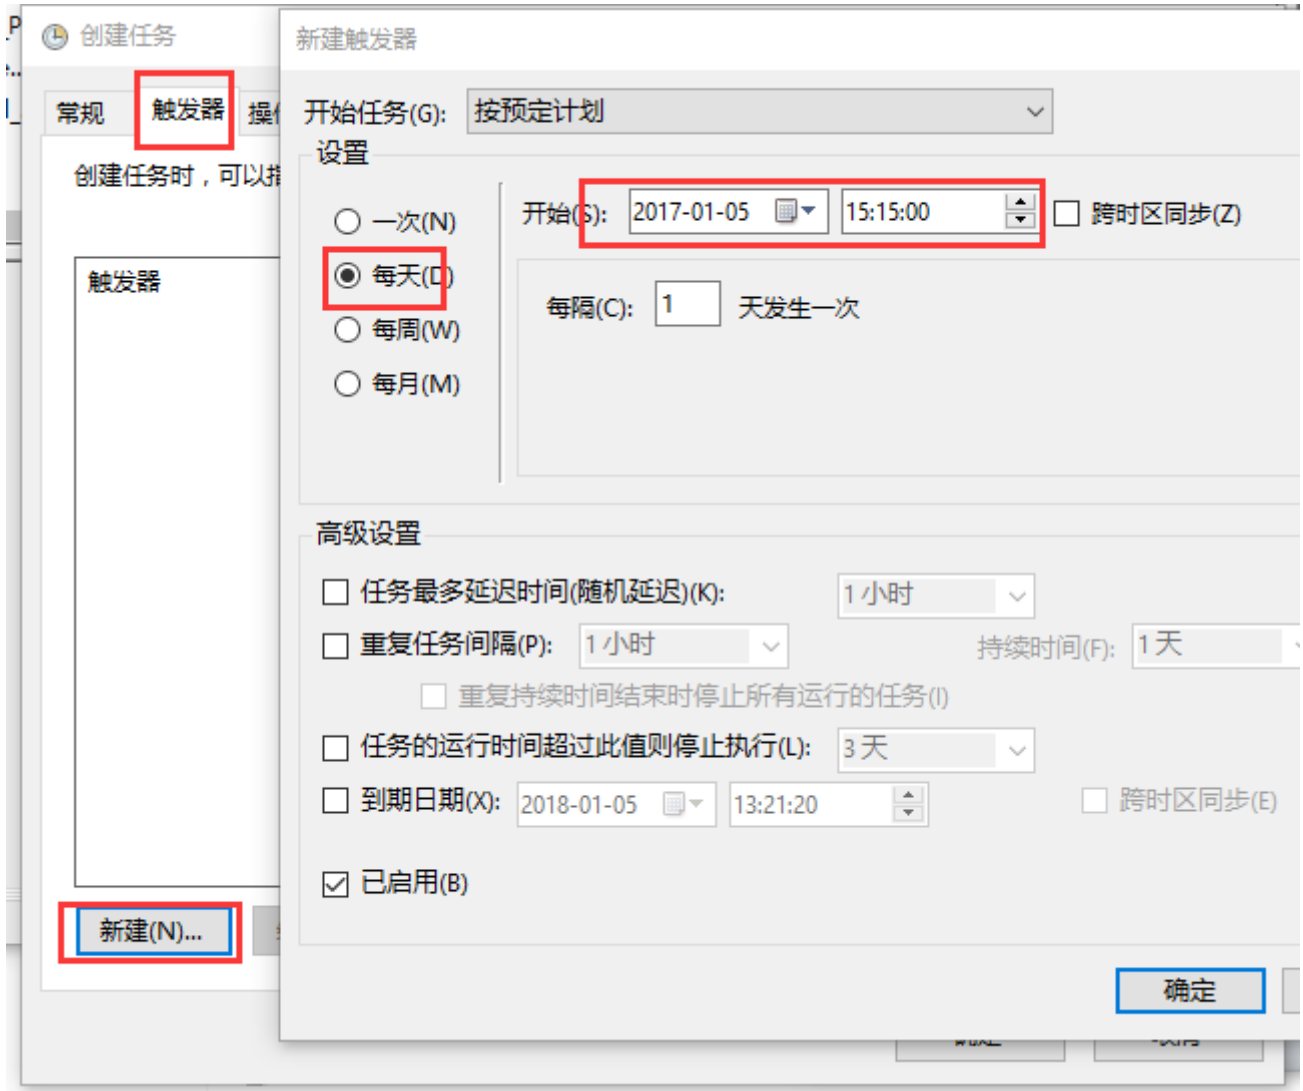 创建任务
新建触发器
常规
触发器
开始任务(G):
按预定计划
创建任务时，可以
设置
一次(N)
开始(S):
2017-01-05
15:15:00
跨时区同步(Z)
每天(D)
每隔(C):
1
天发生一次
每周(W)
每月(M)
触发器
高级设置
任务最多延迟时间(随机延迟)(K):
1 小时
重复任务间隔(P):
1 小时
持续时间(F):
1 天
重复持续时间结束时停止所有运行的任务(I)
任务的运行时间超过此值则停止执行(L):
3 天
到期日期(X):
2018-01-05
13:21:20
跨时区同步(E)
已启用(B)
新建(N)...
确定